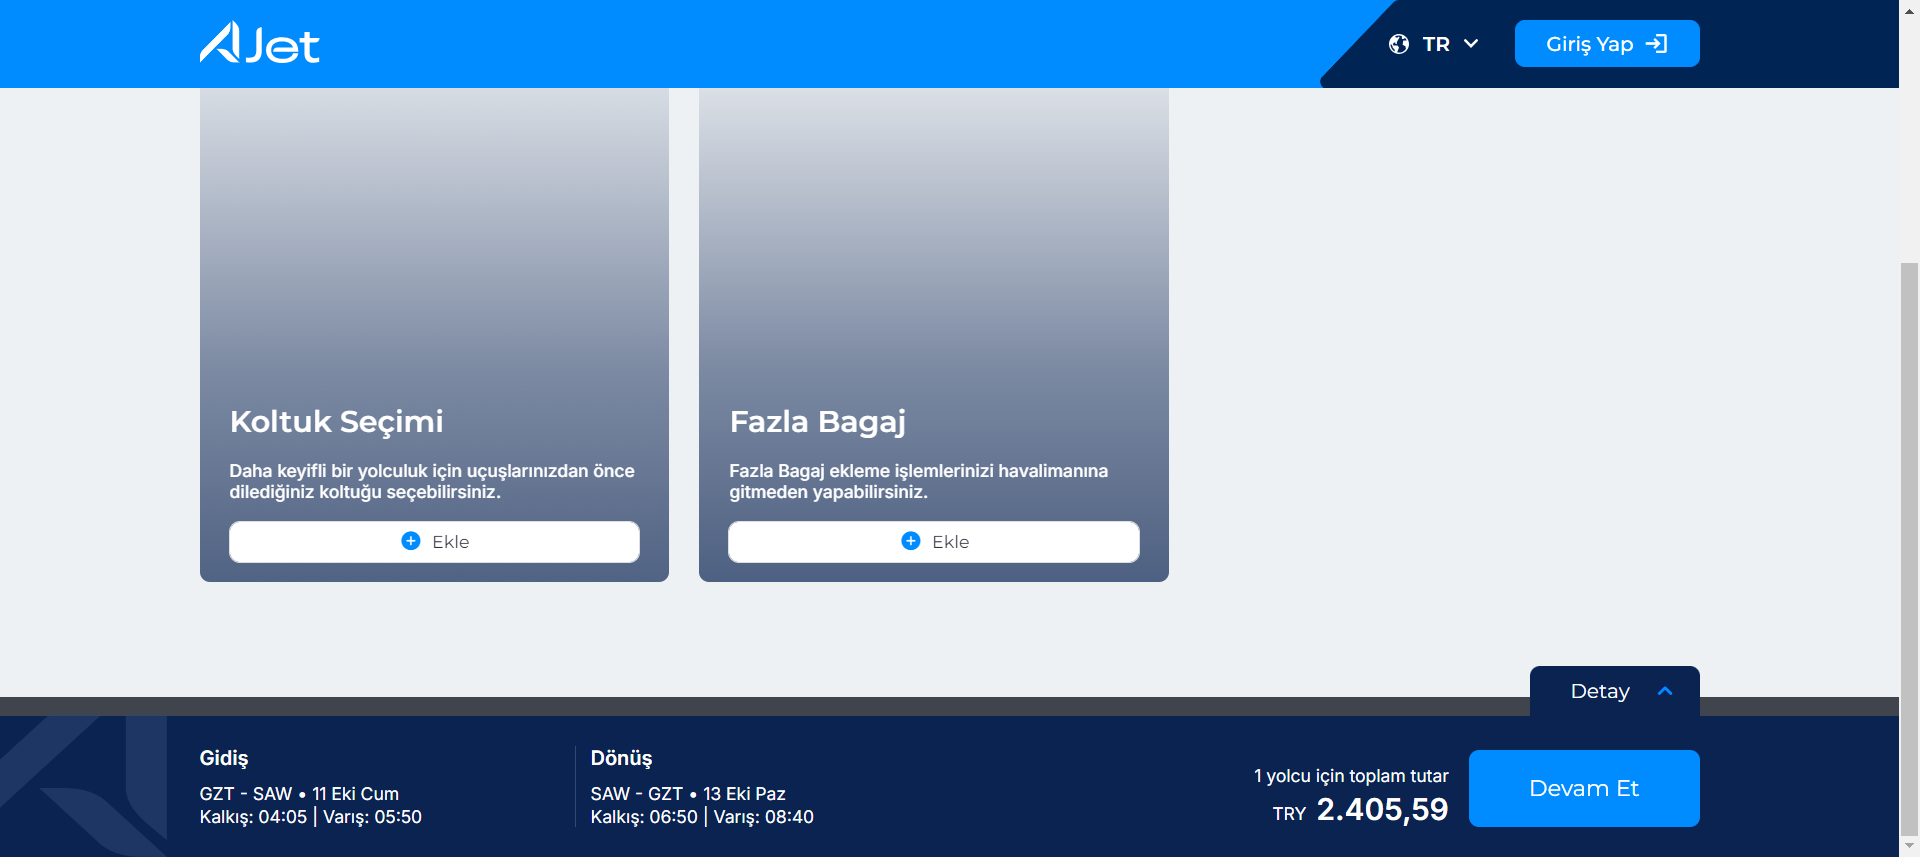 AJet
TR
Giriş Yap
Koltuk Seçimi
Daha keyifli bir yolculuk için uçuşlarınızdan önce
dilediğiniz koltuğu seçebilirsiniz.
Ekle
Fazla Bagaj
Fazla Bagaj ekleme işlemlerinizi havalimanına
gitmeden yapabilirsiniz.
Ekle
Detay
Gidiş
GZT - SAW • 11 Eki Cum
Kalkış: 04:05 | Varış: 05:50
Dönüş
SAW - GZT • 13 Eki Paz
Kalkış: 06:50 | Varış: 08:40
1 yolcu için toplam tutar
TRY 2.405,59
Devam Et